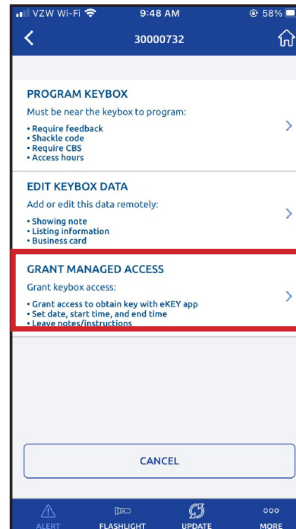 VZW Wi-Fi 9:48 AM 58%
30000732
PROGRAM KEYBOX
Must be near the keybox to program:
• Require feedback
• Shackle code
• Require CBS
• Access hours
EDIT KEYBOX DATA
Add or edit this data remotely:
• Showing note
• Listing information
• Business card
GRANT MANAGED ACCESS
Grant keybox access:
• Grant access to obtain key with eKEY app
• Set date, start time, and end time
• Leave notes/instructions
CANCEL
ALERT FLASHLIGHT UPDATE MORE